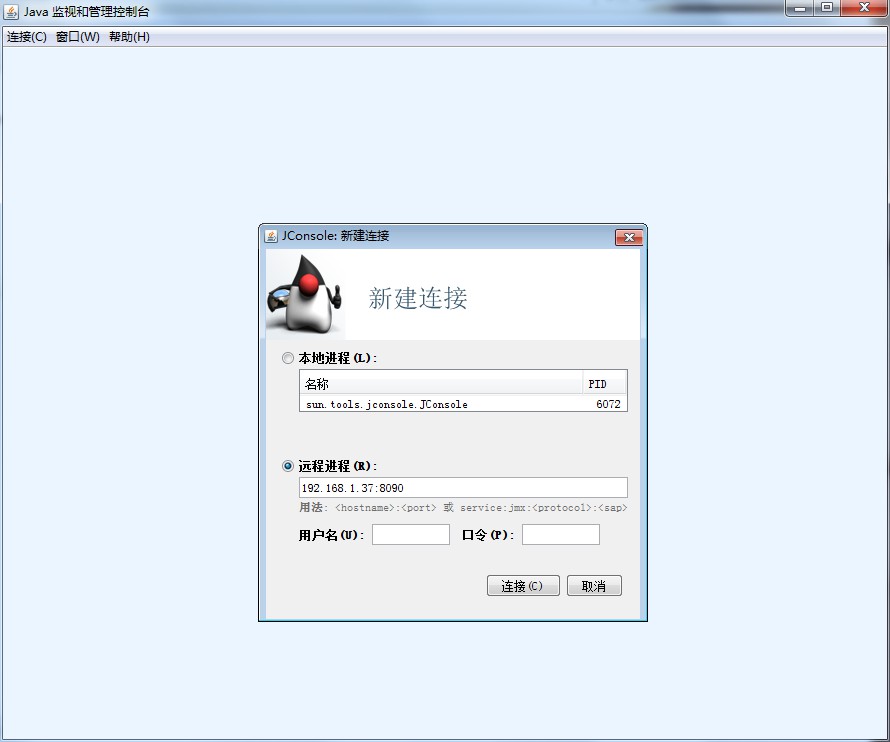 Java 监视和管理控制台
连接(C) 窗口(W) 帮助(H)
JConsole: 新建连接
新建连接
本地进程(L):
名称 PID
sun.tools.jconsole.JConsole 6072
远程进程(R):
192.168.1.37:8090
用法: <hostname>:<port> 或 service:jmx:<protocol>:<sap>
用户名(U): 口令(P):
连接(C) 取消